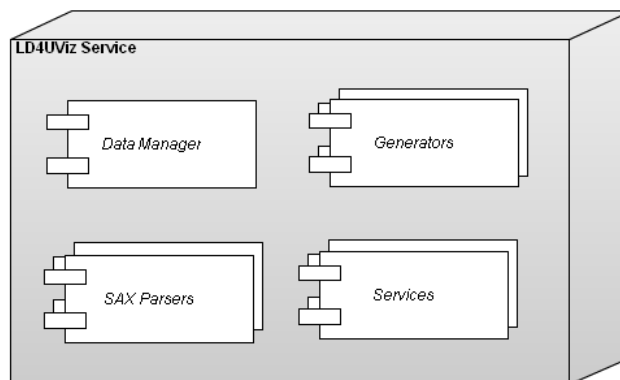 LD4UViz Service
Data Manager
Generators
SAX Parsers
Services